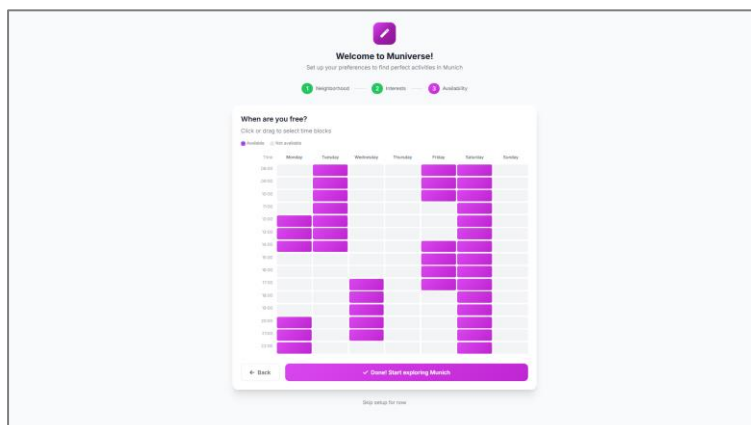 Welcome to Muniverse!
Set up your preferences to find perfect activities in Munich
1 Neighborhood 2 Interests 3 Availability
When are you free?
Click or drag to select time blocks
Available Not available
Time Monday Tuesday Wednesday Thursday Friday Saturday Sunday
08:00
09:00
10:00
11:00
12:00
13:00
14:00
15:00
16:00
17:00
18:00
19:00
20:00
21:00
22:00
← Back ✓ Done! Start exploring Munich
Skip setup for now